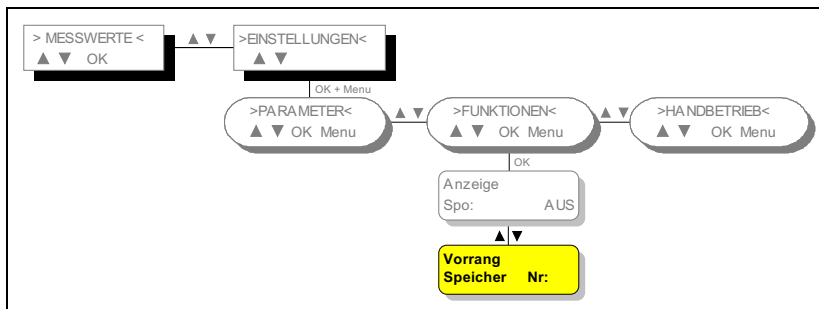 > MESSWERTE <
▲ ▼ OK
▲ ▼
>EINSTELLUNGEN<
▲ ▼
OK + Menu
>PARAMETER<
▲ ▼ OK Menu
▲ ▼
>FUNKTIONEN<
▲ ▼ OK Menu
▲ ▼
>HANDBETRIEB<
▲ ▼ OK Menu
OK
Anzeige
Spo: AUS
▲ ▼
Vorrang
Speicher Nr: